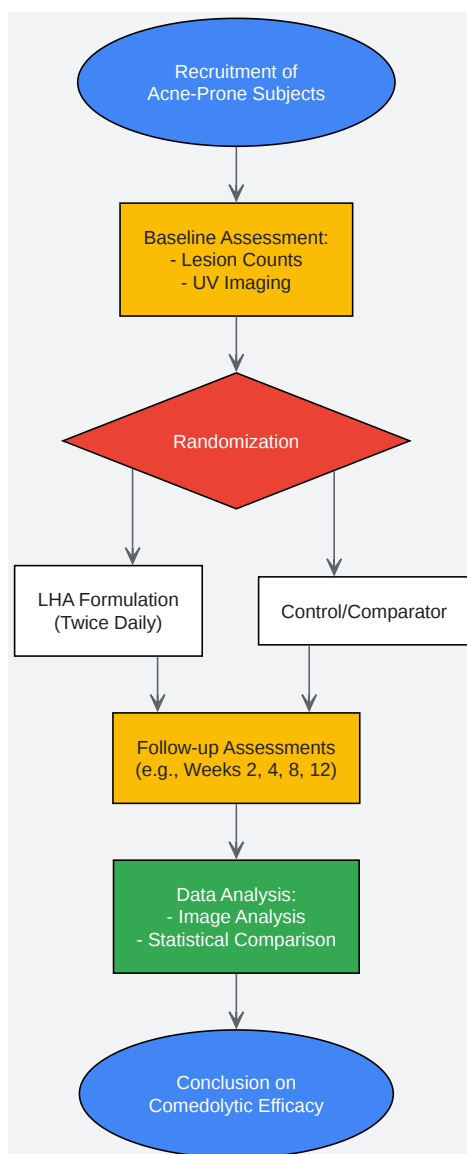 Recruitment of
Acne-Prone Subjects
Baseline Assessment:
- Lesion Counts
- UV Imaging
Randomization
LHA Formulation
(Twice Daily)
Control/Comparator
Follow-up Assessments
(e.g., Weeks 2, 4, 8, 12)
Data Analysis:
- Image Analysis
- Statistical Comparison
Conclusion on
Comedolytic Efficacy